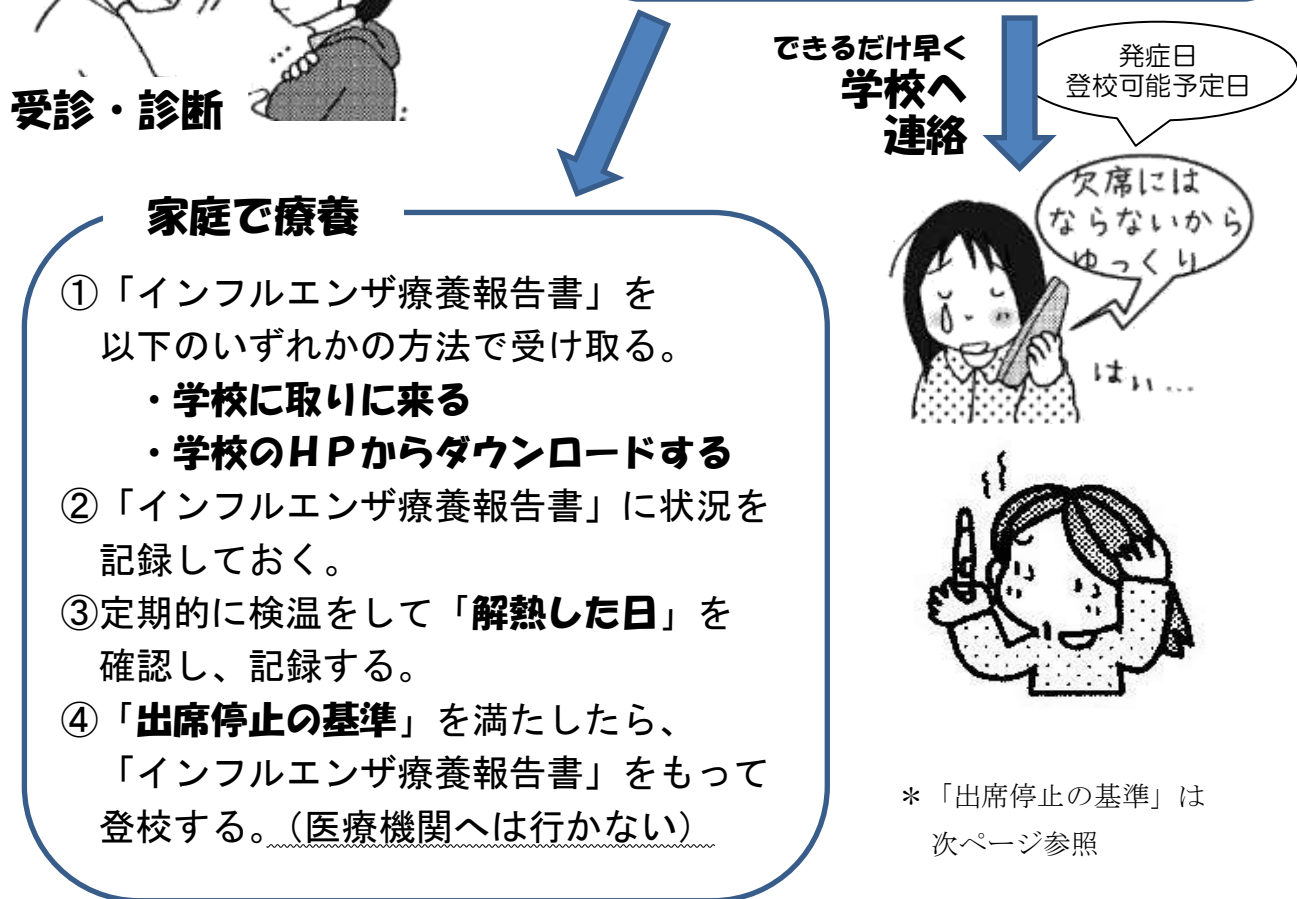 受診・診断
できるだけ早く
学校へ
連絡
発症日
登校可能予定日
欠席には
ならないから
ゆっくり
はい…
家庭で療養
①「インフルエンザ療養報告書」を
以下のいずれかの方法で受け取る。
・学校に取りに来る
・学校のＨＰからダウンロードする
②「インフルエンザ療養報告書」に状況を
記録しておく。
③定期的に検温をして「解熱した日」を
確認し、記録する。
④「出席停止の基準」を満たしたら、
「インフルエンザ療養報告書」をもって
登校する。（医療機関へは行かない）
＊「出席停止の基準」は
次ページ参照